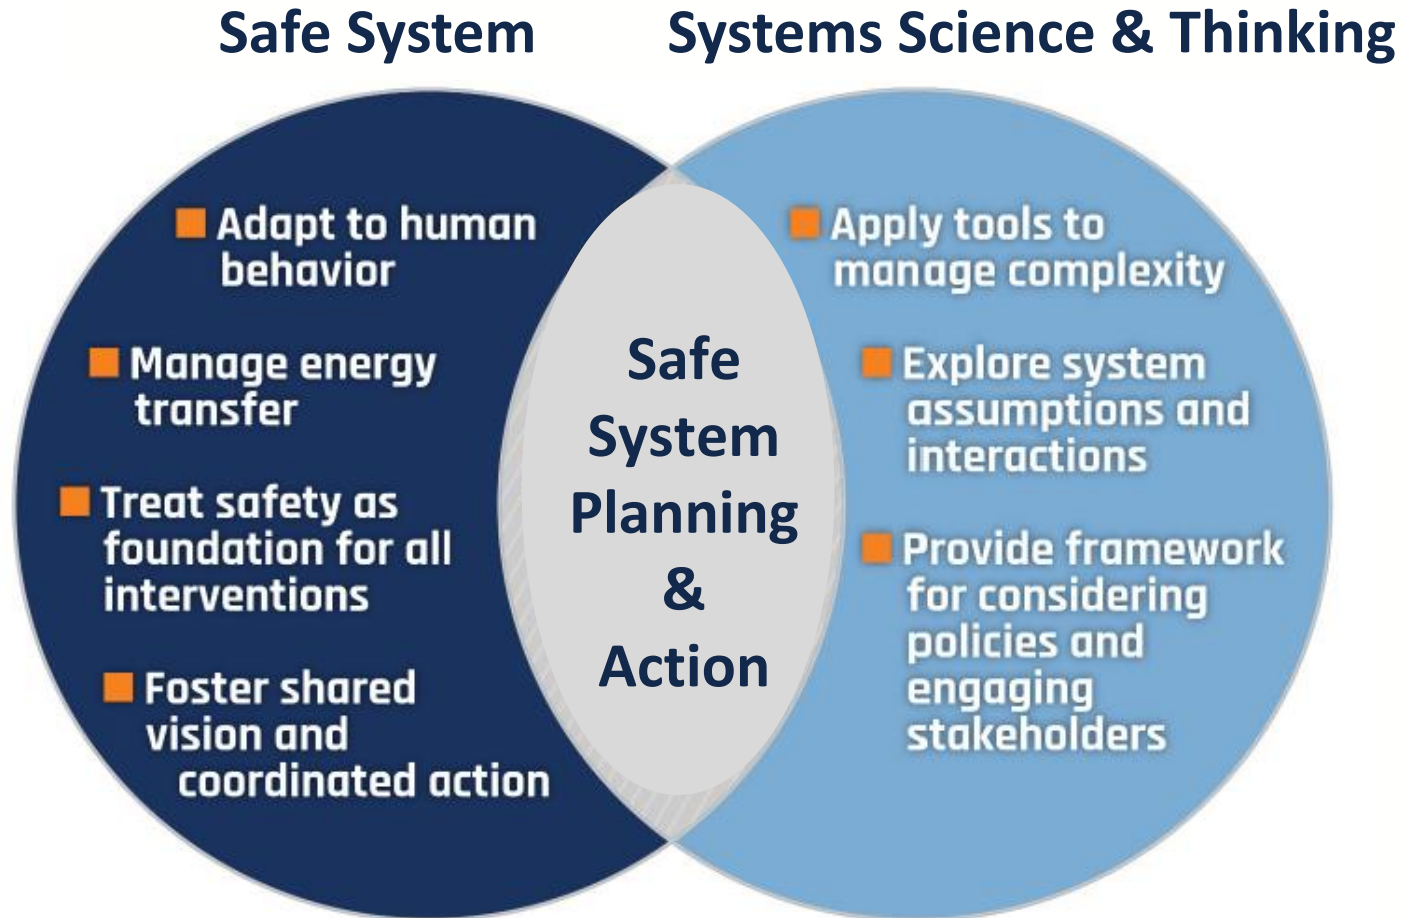 Safe System
Systems Science & Thinking
Adapt to human
behavior
Manage energy
transfer
Treat safety as
foundation for all
interventions
Foster shared
vision and
coordinated action
Safe
System
Planning
&
Action
Apply tools to
manage complexity
Explore system
assumptions and
interactions
Provide framework
for considering
policies and
engaging
stakeholders